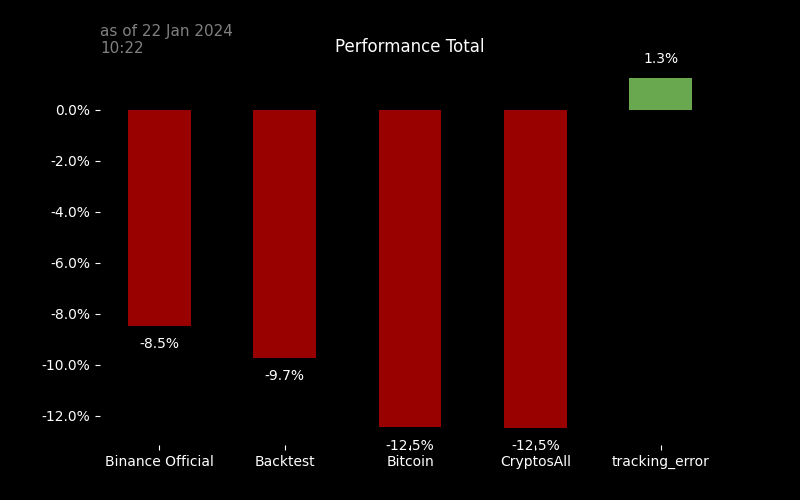 as of 22 Jan 2024
10:22
Performance Total
1.3%
0.0%
-2.0%
-4.0%
-6.0%
-8.0%
-8.5%
-10.0%
-9.7%
-12.0%
-12.5%
-12.5%
Binance Official
Backtest
Bitcoin
CryptosAll
tracking_error